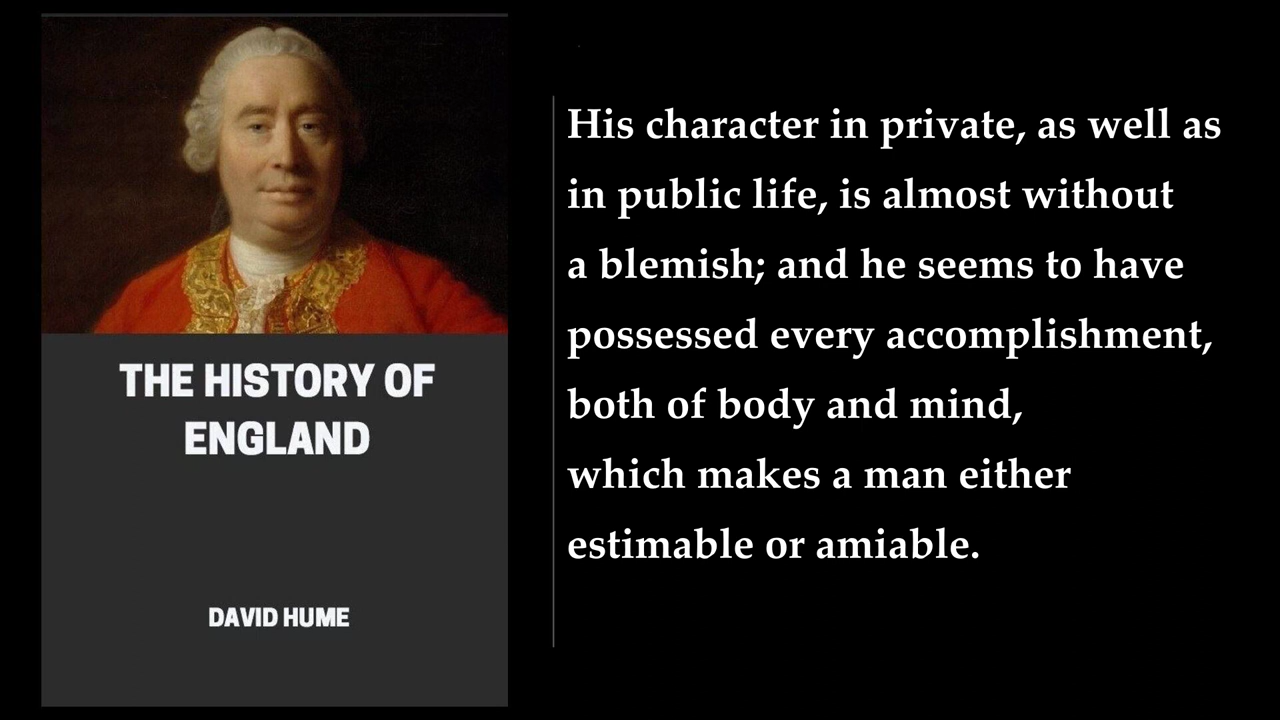 THE HISTORY OF
ENGLAND
DAVID HUME
His character in private, as well as
in public life, is almost without
a blemish; and he seems to have
possessed every accomplishment,
both of body and mind,
which makes a man either
estimable or amiable.